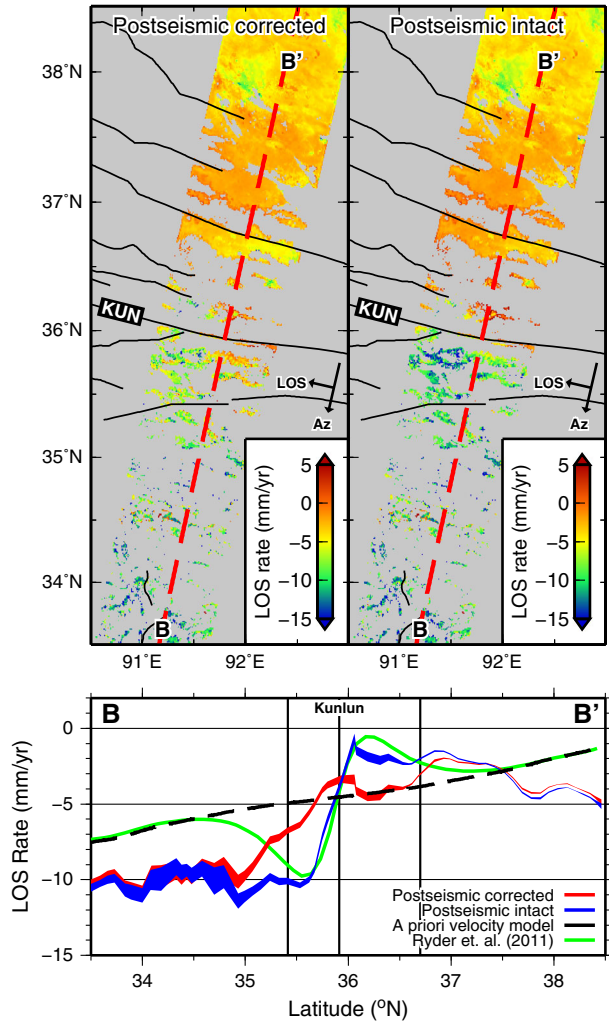 Postseismic corrected
Postseismic intact
38˚N
37˚N
36˚N
35˚N
34˚N
B'
B'
KUN
KUN
LOS
Az
LOS
Az
LOS rate (mm/yr)
5
0
−5
−10
−15
LOS rate (mm/yr)
5
0
−5
−10
−15
B
B
91˚E
92˚E
91˚E
92˚E
B
Kunlun
B'
LOS Rate (mm/yr)
0
−5
−10
−15
Postseismic corrected
Postseismic intact
A priori velocity model
Ryder et. al. (2011)
34
35
36
37
38
Latitude (ºN)